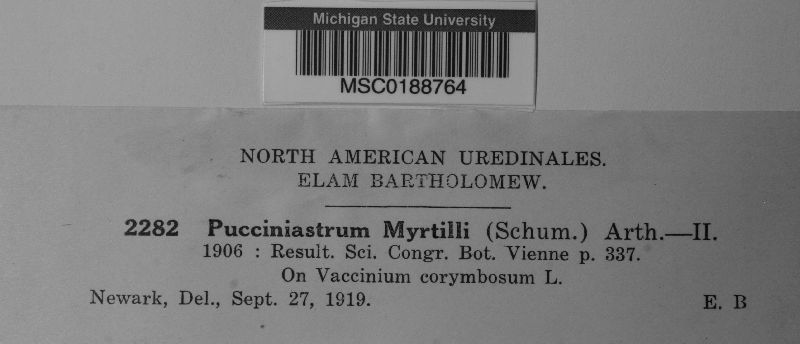 Michigan State University
MSC0188764
NORTH AMERICAN UREDINALES.
ELAM BARTHOLOMEW.
2282 Pucciniastrum Myrtilli (Schum.) Arth.—II.
1906 : Result. Sci. Congr. Bot. Vienne p. 337.
On Vaccinium corymbosum L.
Newark, Del., Sept. 27, 1919. E. B